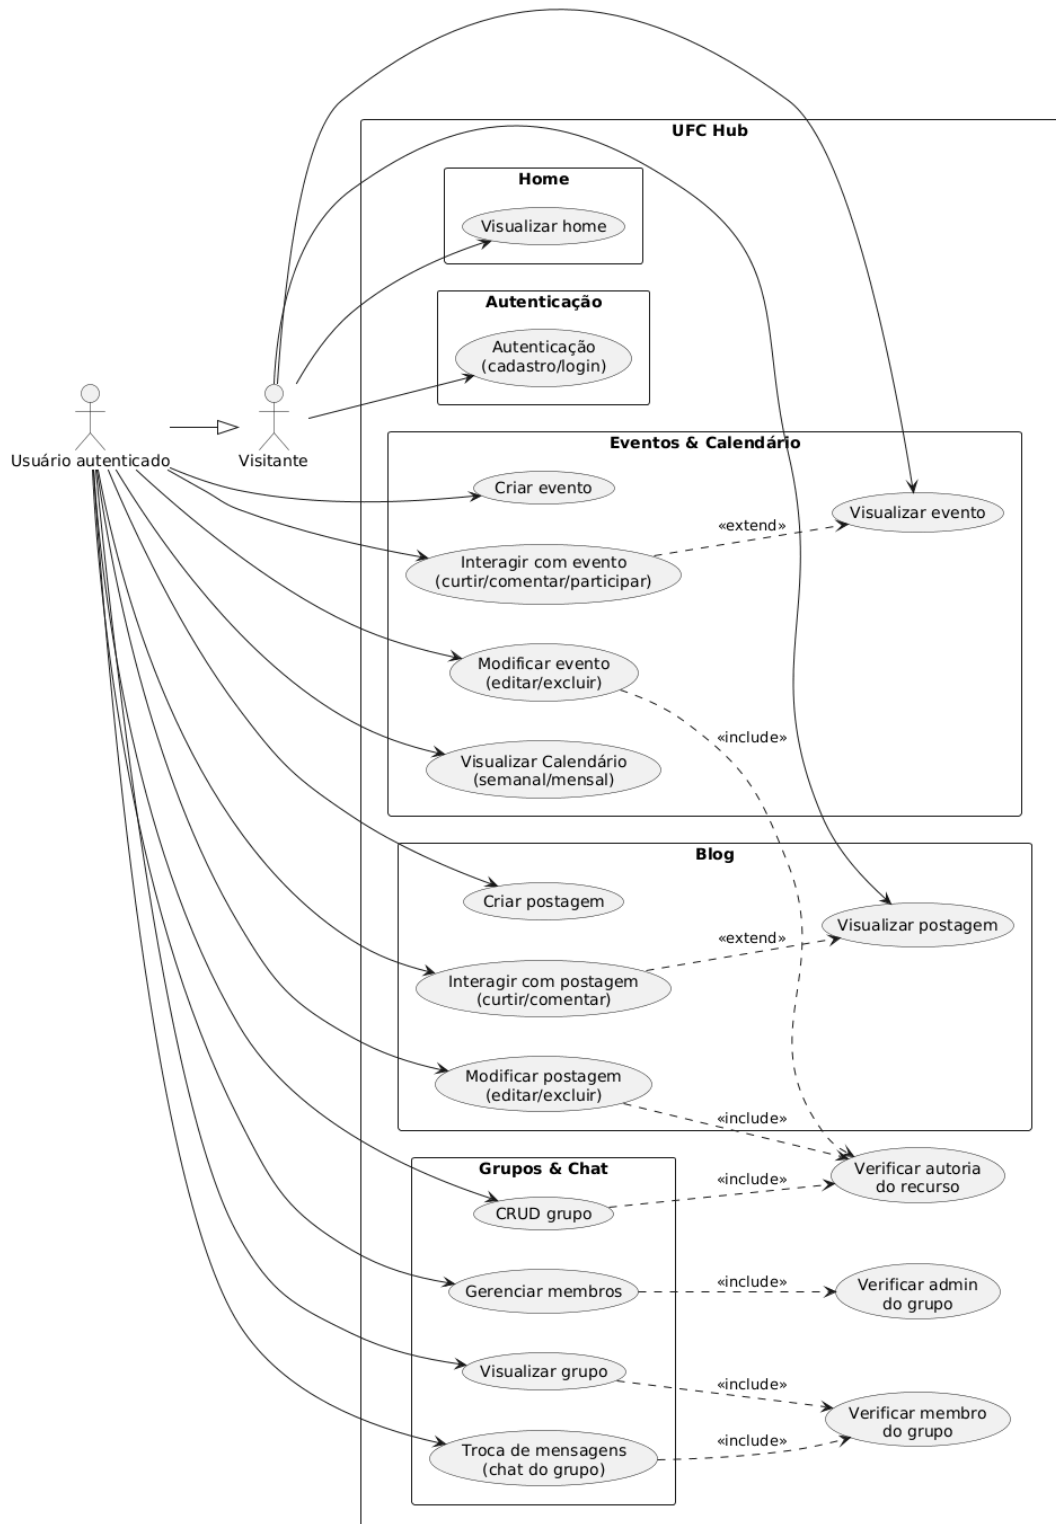 UFC Hub
Home
Visualizar home
Autenticação
Autenticação
(cadastro/login)
Usuário autenticado
Visitante
Eventos & Calendário
Criar evento
Visualizar evento
«extend»
Interagir com evento
(curtir/comentar/participar)
Modificar evento
(editar/excluir)
«include»
Visualizar Calendário
(semanal/mensal)
Blog
Criar postagem
Visualizar postagem
«extend»
Interagir com postagem
(curtir/comentar)
Modificar postagem
(editar/excluir)
«include»
Verificar autoria
do recurso
Grupos & Chat
CRUD grupo
«include»
Gerenciar membros
«include»
Verificar admin
do grupo
Visualizar grupo
«include»
Verificar membro
do grupo
Troca de mensagens
(chat do grupo)
«include»